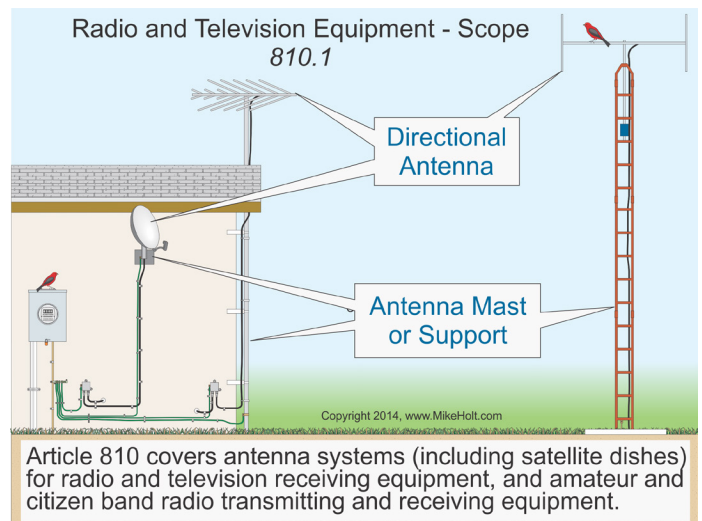 Radio and Television Equipment - Scope
810.1
Directional
Antenna
Antenna Mast
or Support
Copyright 2014, www.MikeHolt.com
Article 810 covers antenna systems (including satellite dishes)
for radio and television receiving equipment, and amateur and
citizen band radio transmitting and receiving equipment.